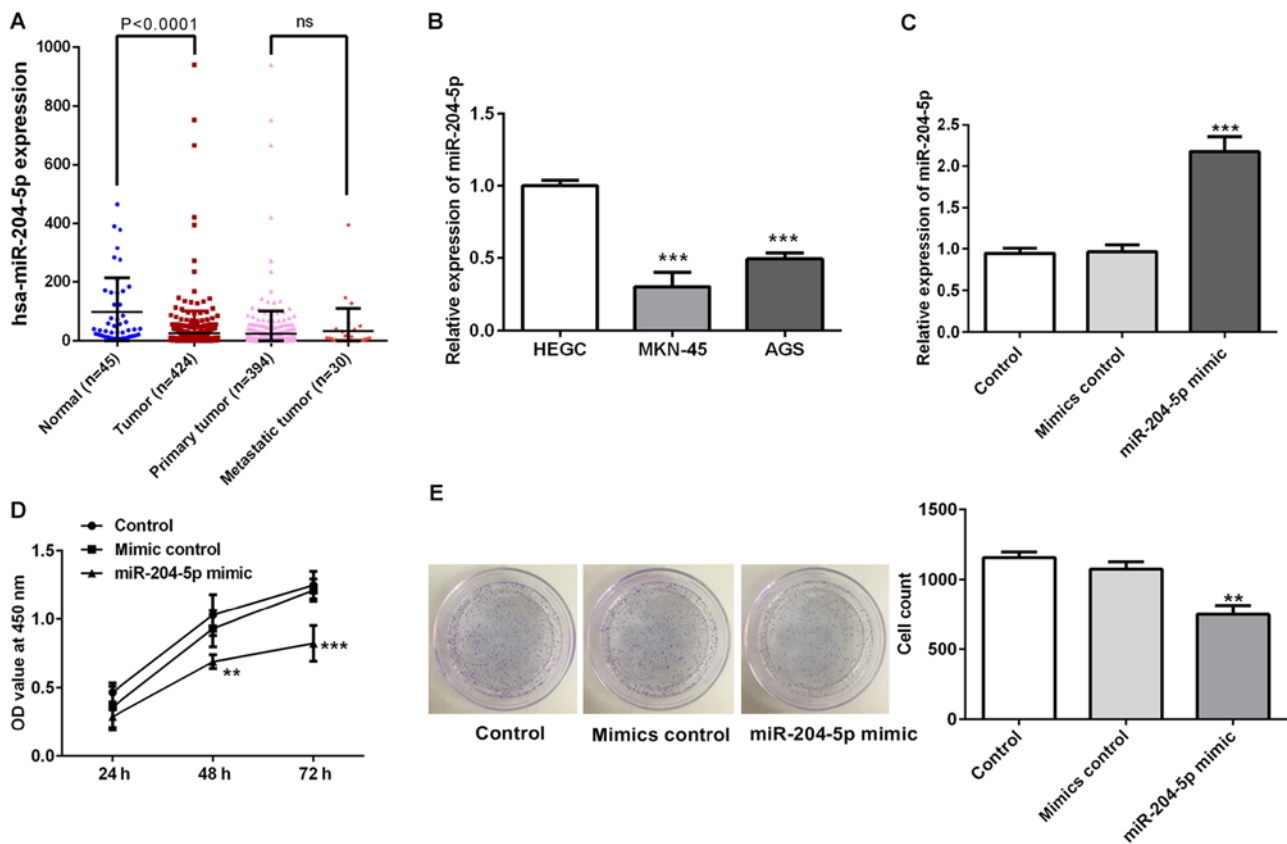 A
P<0.0001
ns
hsa-miR-204-5p expression
1000
800
600
400
200
0
Normal (n=45)
Tumor (n=424)
Primary tumor (n=394)
Metastatic tumor (n=30)
B
Relative expression of miR-204-5p
1.5
1.0
0.5
0.0
***
***
HEGC
MKN-45
AGS
C
Relative expression of miR-204-5p
2.5
2.0
1.5
1.0
0.5
0.0
***
Control
Mimics control
miR-204-5p mimic
D
Control
Mimic control
miR-204-5p mimic
OD value at 450 nm
1.5
1.0
0.5
0.0
**
***
24 h
48 h
72 h
E
Control
Mimics control
miR-204-5p mimic
Cell count
1500
1000
500
0
**
Control
Mimics control
miR-204-5p mimic